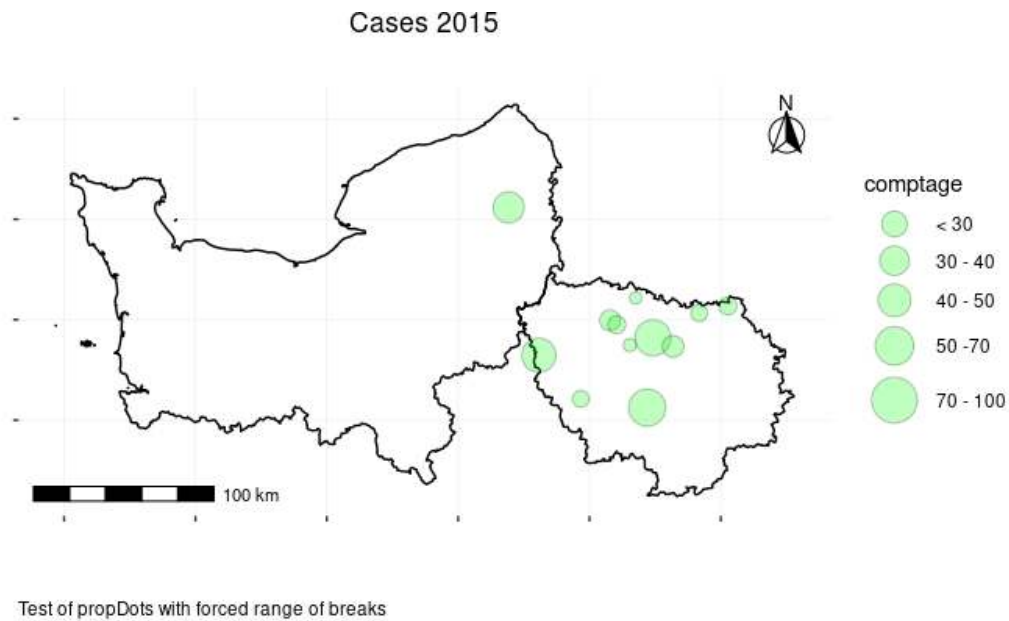 Cases 2015
N
comptage
< 30
30 - 40
40 - 50
50 -70
70 - 100
100 km
Test of propDots with forced range of breaks